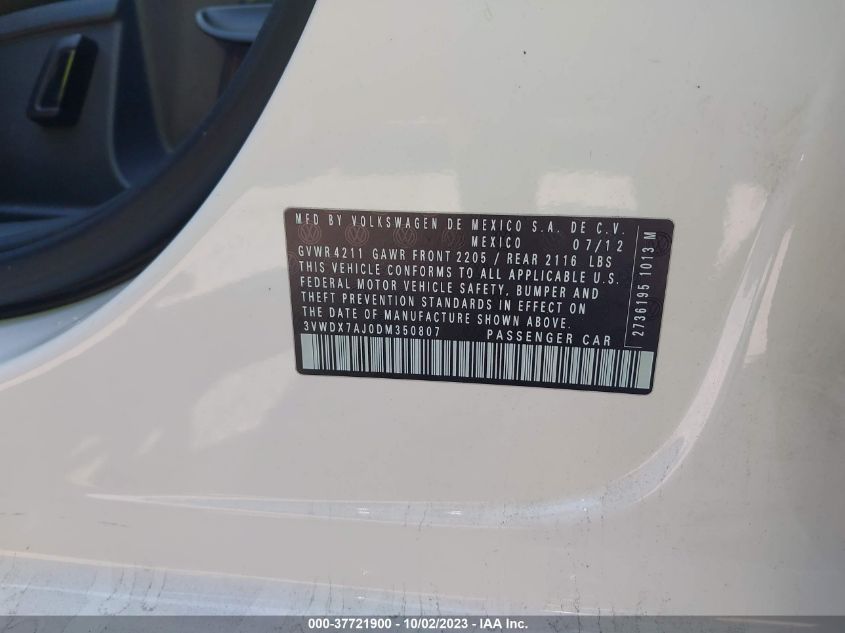 MFD BY VOLKSWAGEN DE MEXICO S.A. DE C.V.
MEXICO 07/12
GVWR 4211 GAWR FRONT 2205 / REAR 2116 LBS
THIS VEHICLE CONFORMS TO ALL APPLICABLE U.S.
FEDERAL MOTOR VEHICLE SAFETY, BUMPER AND
THEFT PREVENTION STANDARDS IN EFFECT ON
THE DATE OF MANUFACTURE SHOWN ABOVE.
3VWDX7AJ0DM350807 PASSENGER CAR
2736195 1013 M
000-37721900 - 10/02/2023 - IAA Inc.